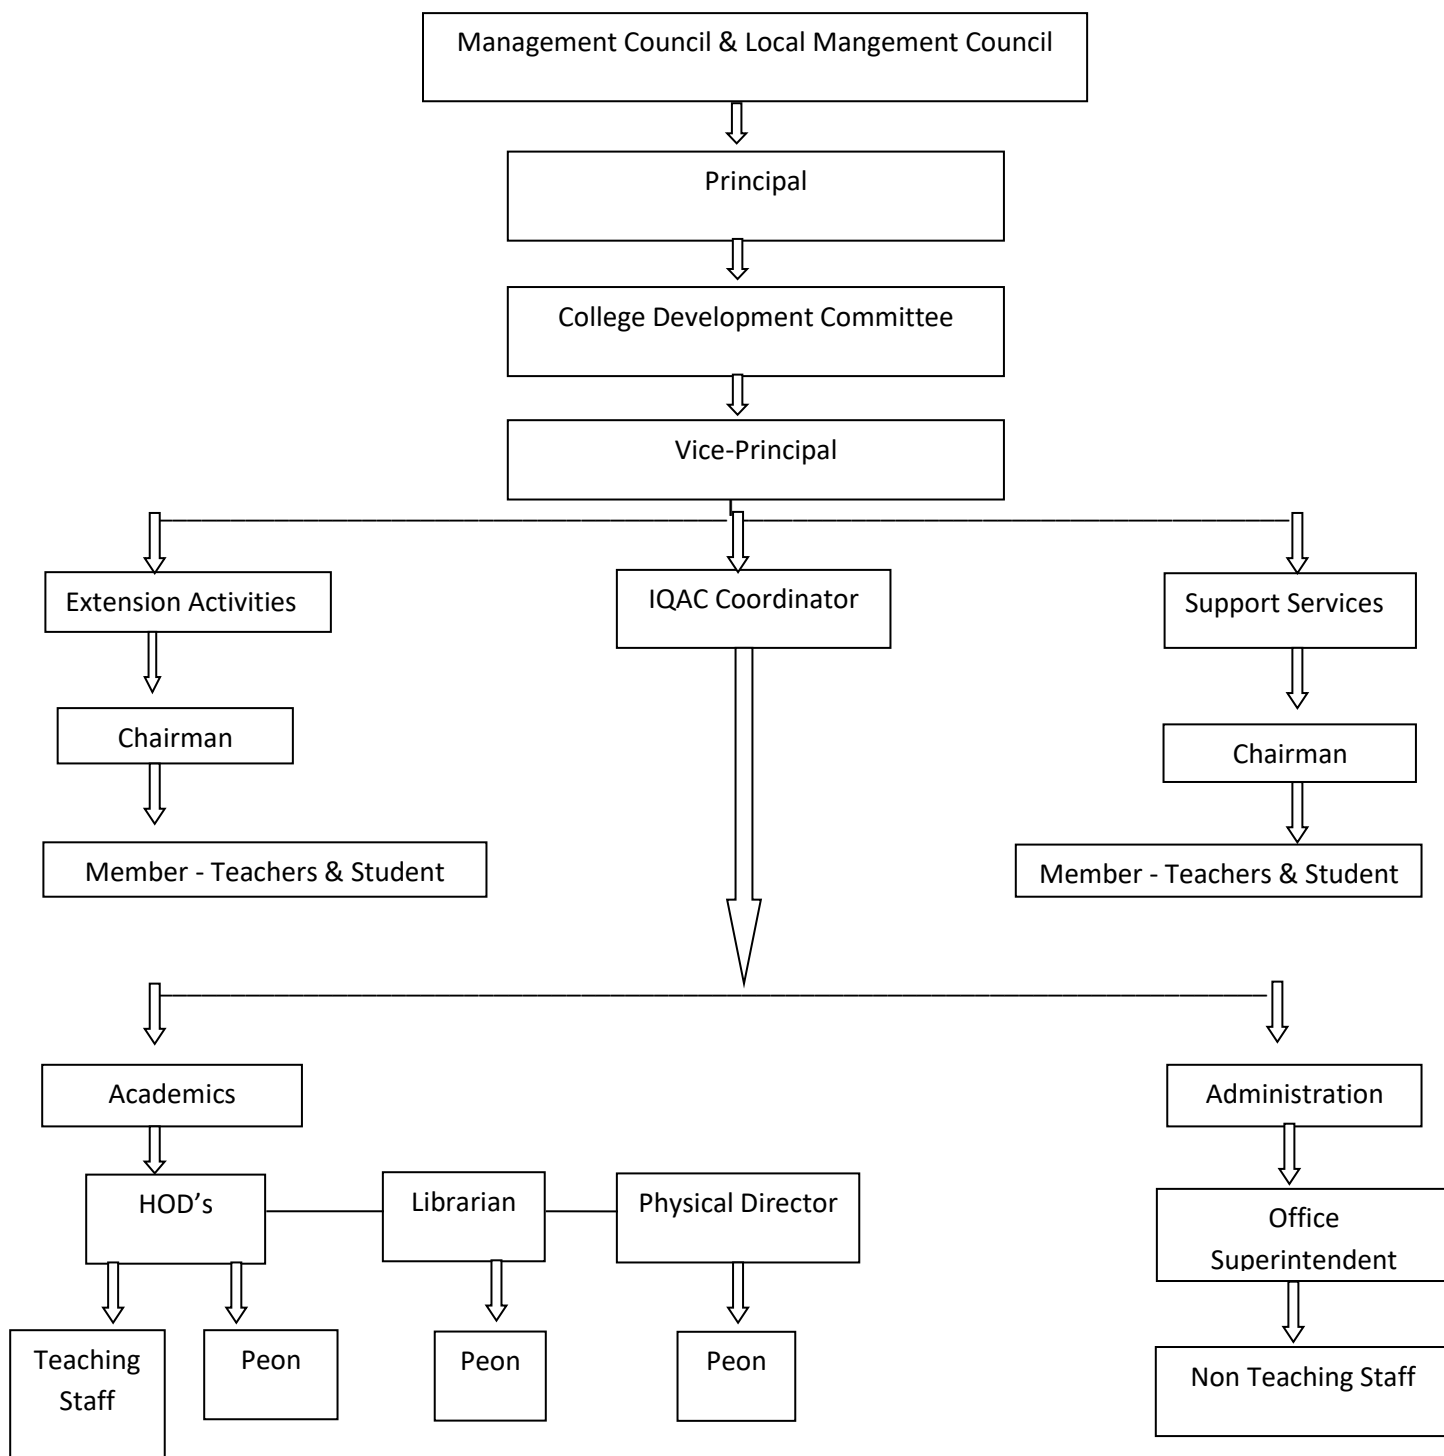 Management Council & Local Mangement Council
Principal
College Development Committee
Vice-Principal
Extension Activities
IQAC Coordinator
Support Services
Chairman
Chairman
Member - Teachers & Student
Member - Teachers & Student
Academics
Administration
HOD’s
Librarian
Physical Director
Office
Superintendent
Teaching
Staff
Peon
Peon
Peon
Non Teaching Staff